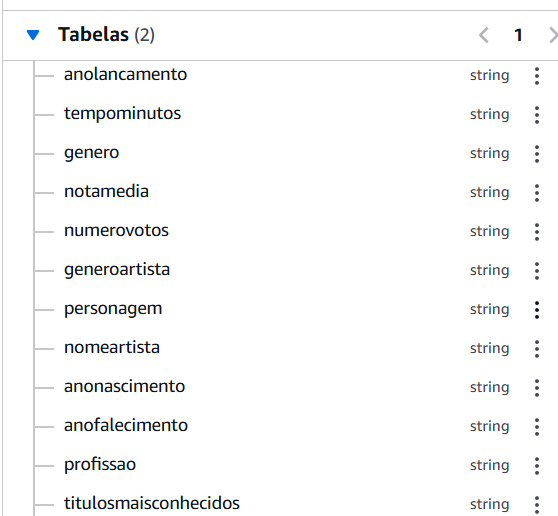 Tabelas (2) 1
anolancamento string
tempominutos string
genero string
notamedia string
numerovotos string
generoartista string
personagem string
nomeartista string
anonascimento string
anofalecimento string
profissao string
titulosmaisconhecidos string